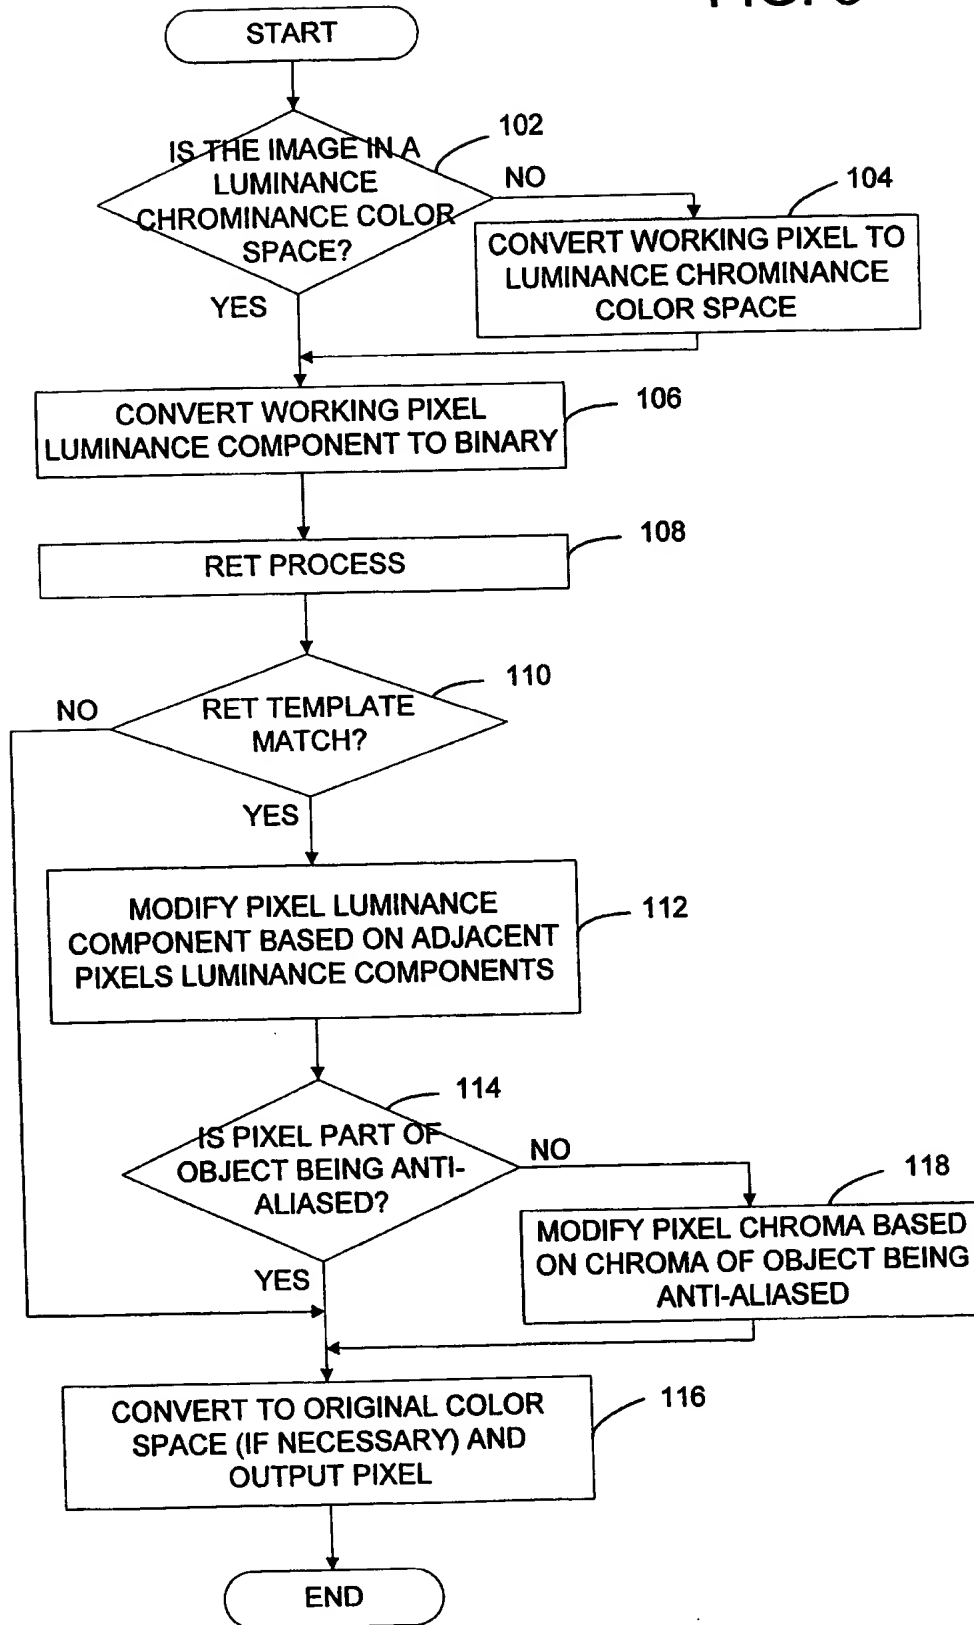 START
102
IS THE IMAGE IN A
LUMINANCE
CHROMINANCE COLOR
SPACE?
NO
104
CONVERT WORKING PIXEL TO
LUMINANCE CHROMINANCE
COLOR SPACE
YES
106
CONVERT WORKING PIXEL
LUMINANCE COMPONENT TO BINARY
108
RET PROCESS
110
NO
RET TEMPLATE
MATCH?
YES
MODIFY PIXEL LUMINANCE
COMPONENT BASED ON ADJACENT
PIXELS LUMINANCE COMPONENTS
112
114
IS PIXEL PART OF
OBJECT BEING ANTI-
ALIASED?
NO
118
MODIFY PIXEL CHROMA BASED
ON CHROMA OF OBJECT BEING
ANTI-ALIASED
YES
116
CONVERT TO ORIGINAL COLOR
SPACE (IF NECESSARY) AND
OUTPUT PIXEL
END